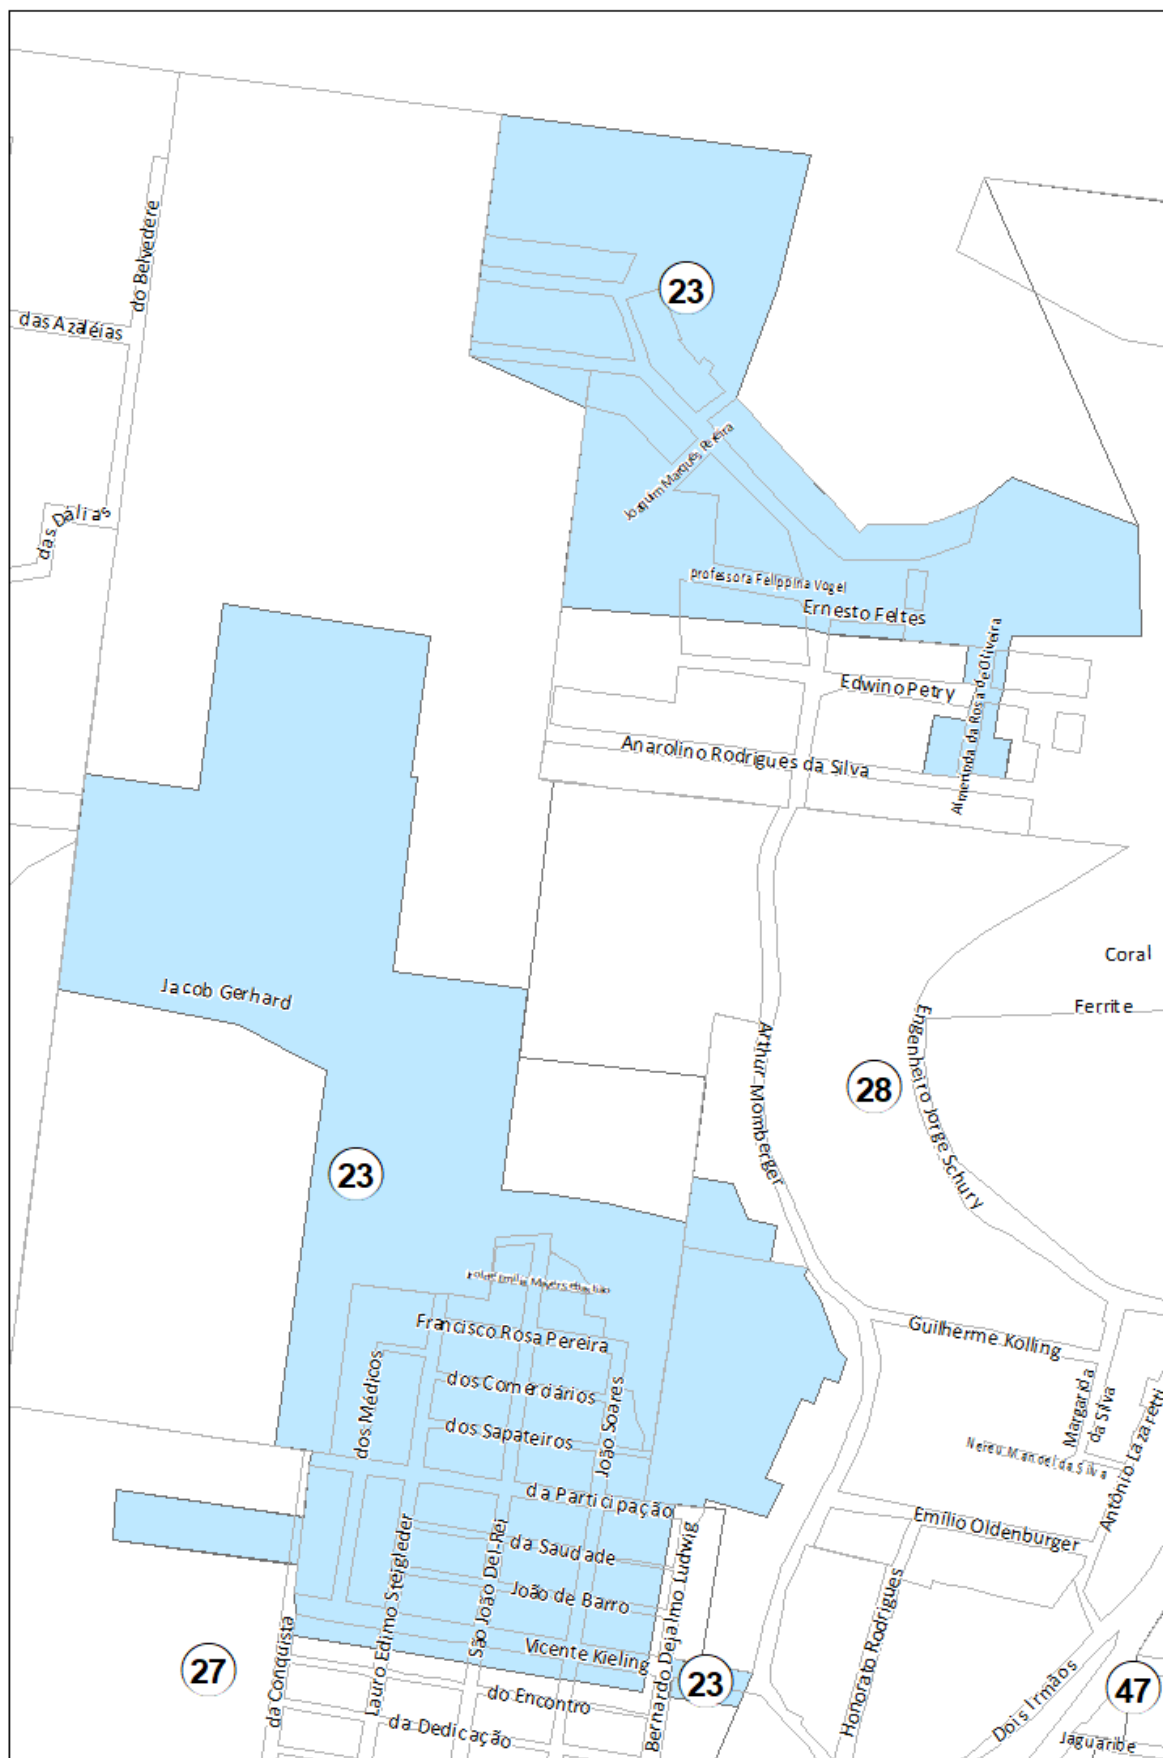 do Belvedere
23
das Azaléias
Joaquim Marques Pereira
das Dálias
professora Felippina Vogel
Ernesto Feltes
Almerinda da Rosa de Oliveira
Edwino Petry
Anarolino Rodrigues da Silva
Coral
Jacob Gerhard
Ferrite
Engenheiro Jorge Schury
Arthur Momberger
28
23
Francisco Rosa Pereira
Guilherme Kolling
dos Médicos
dos Comerciários
João Soares
Margarida
da Silva
dos Sapateiros
Nereu Manoel da Silva
Antônio Lazaretti
da Participação
Emílio Oldenburger
Lauro Edimo Steigleder
São João Del Rei
da Saudade
Bernardo Dejalmo Ludwig
João de Barro
Honorato Rodrigues
da Conquista
Vicente Kieling
27
23
47
do Encontro
Dois Irmãos
da Dedicação
Jaguaribe